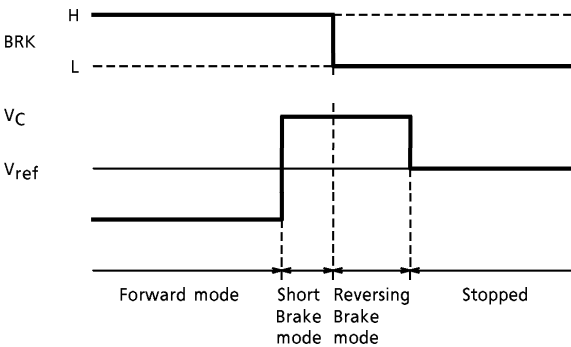 H
BRK
L
VC
Vref
Forward mode
Short Brake mode
Reversing Brake mode
Stopped